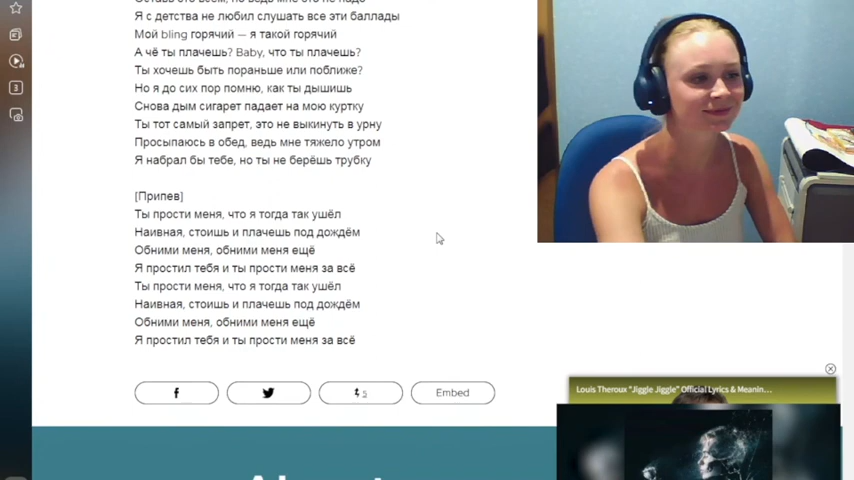 Я с детства не любил слушать все эти баллады
Мой bling горячий — я такой горячий
А чё ты плачешь? Baby, что ты плачешь?
Ты хочешь быть пораньше или поближе?
Но я до сих пор помню, как ты дышишь
Снова дым сигарет падает на мою куртку
Ты тот самый запрет, это не выкинуть в урну
Просыпаюсь в обед, ведь мне тяжело утром
Я набрал бы тебе, но ты не берёшь трубку
[Припев]
Ты прости меня, что я тогда так ушёл
Наивная, стоишь и плачешь под дождём
Обними меня, обними меня ещё
Я простил тебя и ты прости меня за всё
Ты прости меня, что я тогда так ушёл
Наивная, стоишь и плачешь под дождём
Обними меня, обними меня ещё
Я простил тебя и ты прости меня за всё
5
Embed
3
Louis Theroux "Jiggle Jiggle" Official Lyrics & Meanin...